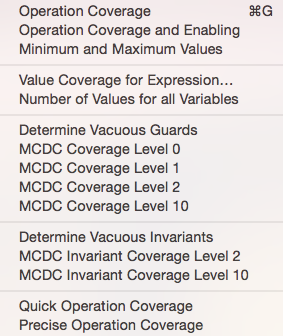 Operation Coverage ⌘G
Operation Coverage and Enabling
Minimum and Maximum Values
Value Coverage for Expression...
Number of Values for all Variables
Determine Vacuous Guards
MCDC Coverage Level 0
MCDC Coverage Level 1
MCDC Coverage Level 2
MCDC Coverage Level 10
Determine Vacuous Invariants
MCDC Invariant Coverage Level 2
MCDC Invariant Coverage Level 10
Quick Operation Coverage
Precise Operation Coverage